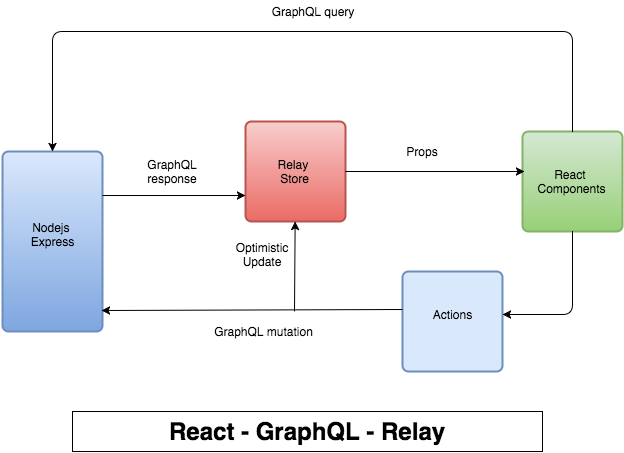 GraphQL query
GraphQL
response
Relay
Store
Props
React
Components
Nodejs
Express
Optimistic
Update
Actions
GraphQL mutation
React - GraphQL - Relay